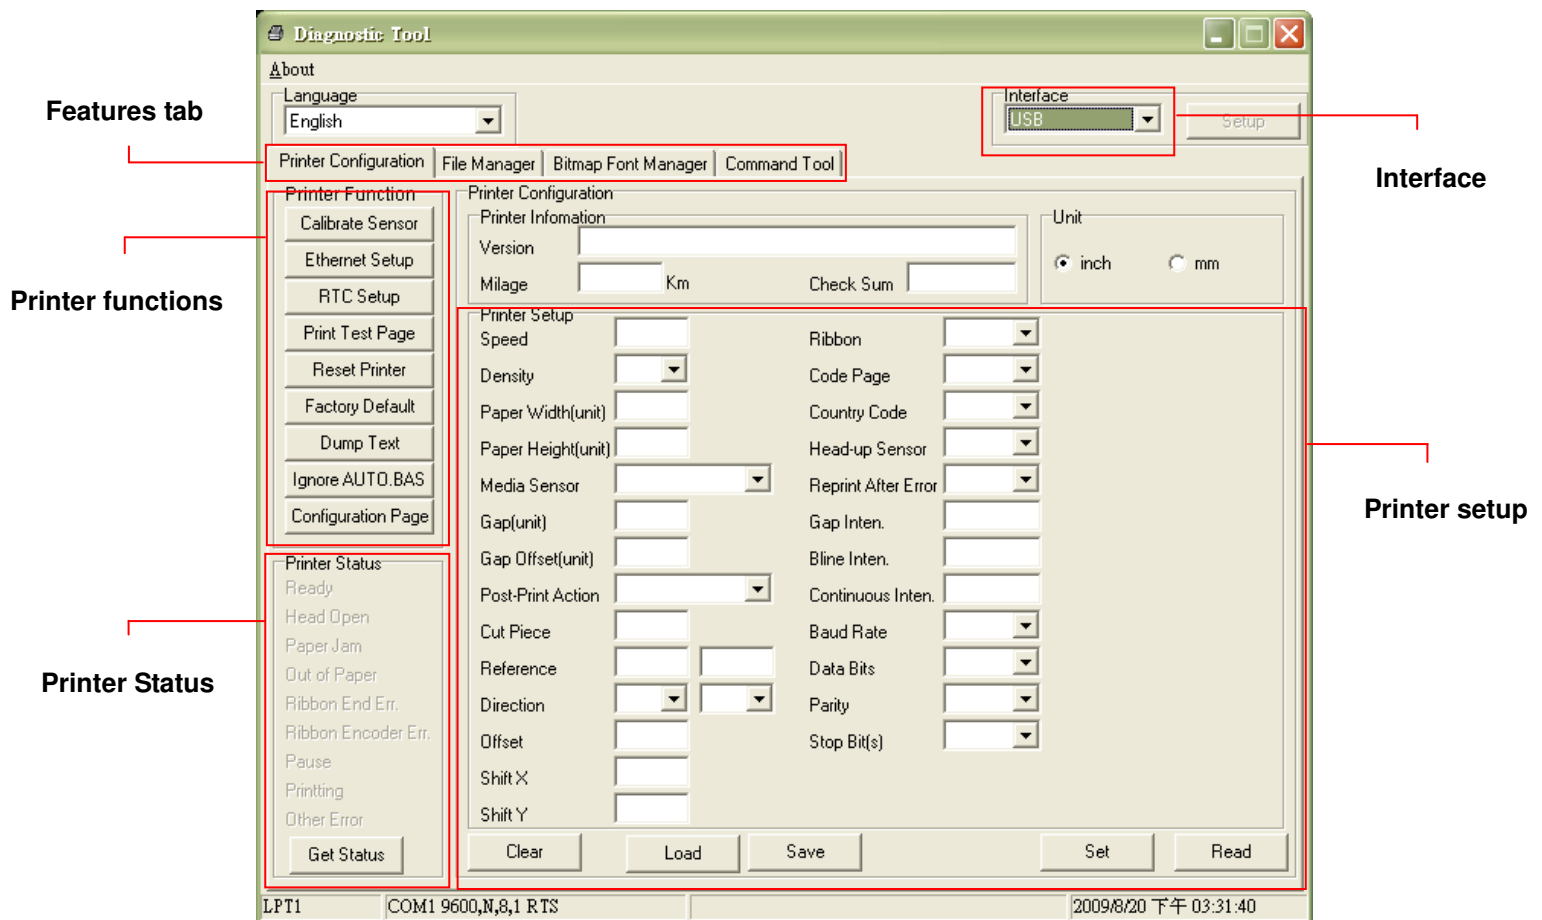 Diagnostic Tool
About
Language
English
Interface
USB
Setup
Features tab
Interface
Printer Configuration
File Manager
Bitmap Font Manager
Command Tool
Printer Function
Calibrate Sensor
Ethernet Setup
RTC Setup
Print Test Page
Reset Printer
Factory Default
Dump Text
Ignore AUTO.BAS
Configuration Page
Printer functions
Printer Configuration
Printer Infomation
Version
Milage
Km
Check Sum
Unit
inch
mm
Printer Setup
Speed
Density
Paper Width(unit)
Paper Height(unit)
Media Sensor
Gap(unit)
Gap Offset(unit)
Post-Print Action
Cut Piece
Reference
Direction
Offset
Shift X
Shift Y
Ribbon
Code Page
Country Code
Head-up Sensor
Reprint After Error
Gap Inten.
Bline Inten.
Continuous Inten.
Baud Rate
Data Bits
Parity
Stop Bit(s)
Printer setup
Printer Status
Ready
Head Open
Paper Jam
Out of Paper
Ribbon End Err.
Ribbon Encoder Err.
Pause
Printting
Other Error
Get Status
Printer Status
Clear
Load
Save
Set
Read
LPT1
COM1 9600,N,8,1 RTS
2009/8/20 下午 03:31:40